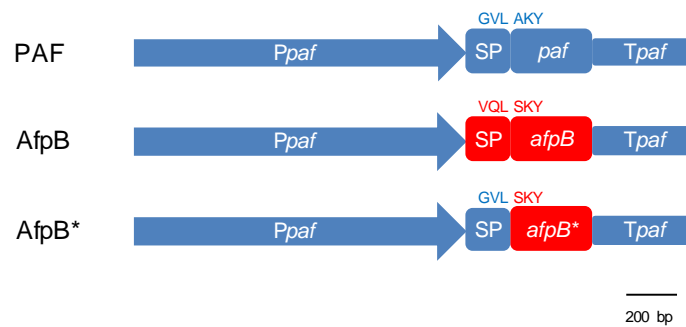 GVL AKY
PAF Ppaf SP paf Tpaf
VQL SKY
AfpB Ppaf SP afpB Tpaf
GVL SKY
AfpB* Ppaf SP afpB* Tpaf
200 bp